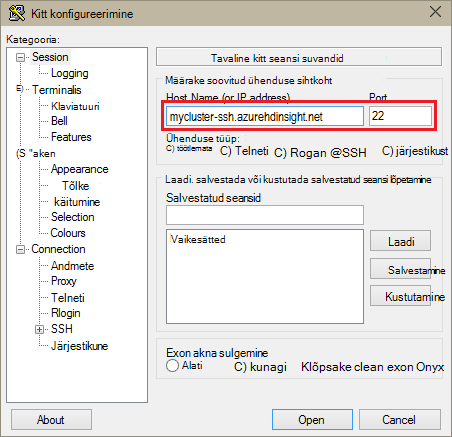 Kitt konfigureerimine
Kategooria:
Session
Logging
E) Terminalis
Klaviatuuri
Bell
Features
(S "aken
Appearance
Tõlke
käitumine
Selection
Colours
Connection
Andmete
Proxy
Telneti
Rlogin
SSH
Järjestikune
Tavaline kitt seansi suvandid
Määrake soovitud ühenduse sihtkoht
Host Name (or IP address) Port
mycluster-ssh.azurehdinsight.net 22
Ühenduse tüüp:
C) töötlemata C) Telneti C) Rogan @SSH C) järjestikust
Laadi. salvestada või kustutada salvestatud seansi lõpetamine
Salvestatud seansid
Vaikesätted
Laadi
Salvestamine
Kustutamine
Exon akna sulgemine
Alati C) kunagi Klõpsake clean exon Onyx
About Open Cancel